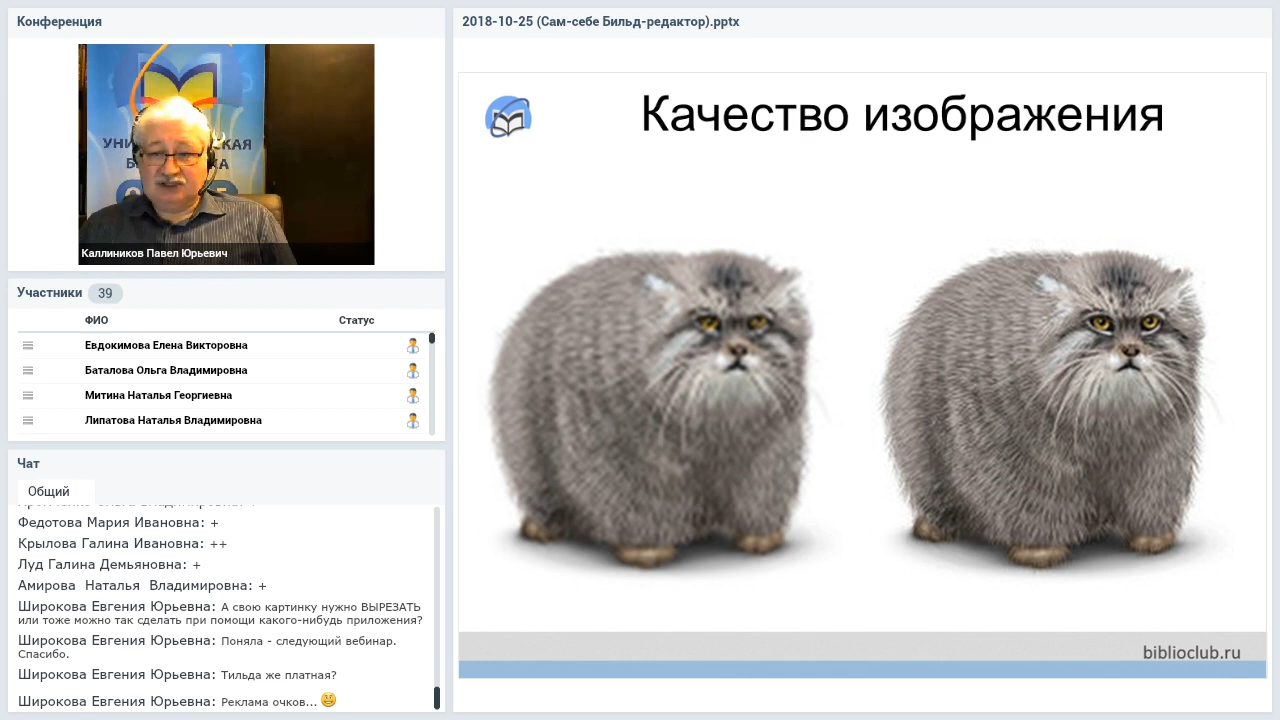 Конференция
УНИ
СКАЯ
Каллиников Павел Юрьевич
Участники 39
ФИО Статус
Евдокимова Елена Викторовна
Баталова Ольга Владимировна
Митина Наталья Георгиевна
Липатова Наталья Владимировна
Чат
Общий
Федотова Мария Ивановна: +
Крылова Галина Ивановна: ++
Луд Галина Демьяновна: +
Амирова Наталья Владимировна: +
Широкова Евгения Юрьевна: А свою картинку нужно ВЫРЕЗАТЬ
или тоже можно так сделать при помощи какого-нибудь приложения?
Широкова Евгения Юрьевна: Поняла - следующий вебинар.
Спасибо.
Широкова Евгения Юрьевна: Тильда же платная?
Широкова Евгения Юрьевна: Реклама очков...
2018-10-25 (Сам-себе Бильд-редактор).pptx
Качество изображения
biblioclub.ru